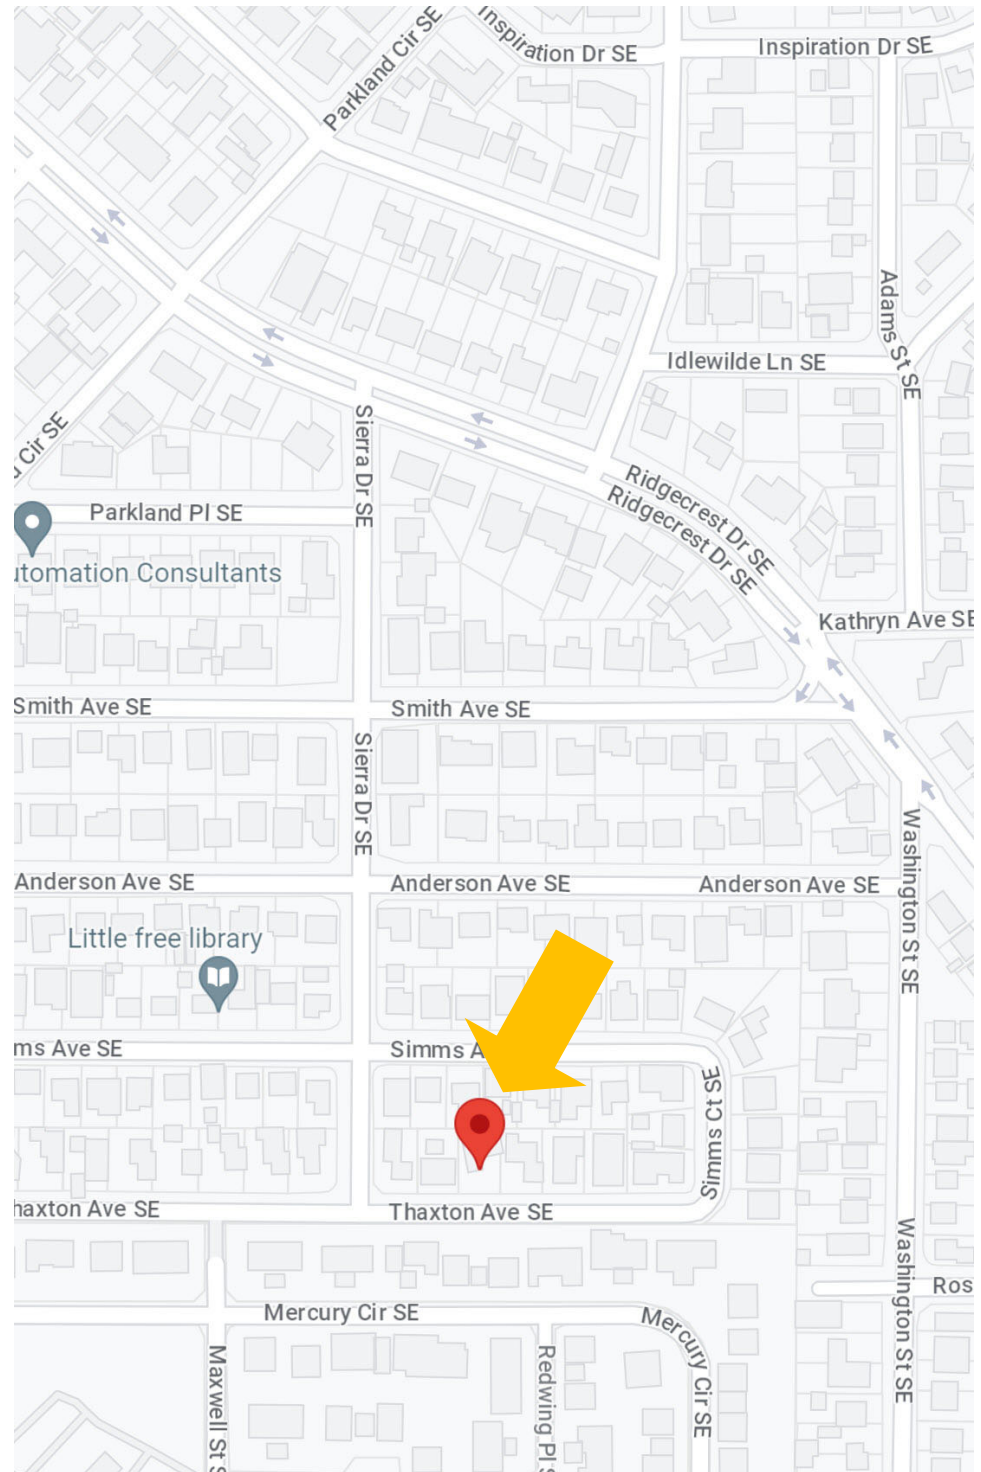 Parkland Cir SE
Inspiration Dr SE
Inspiration Dr SE
Adams St SE
Idlewilde Ln SE
Cir SE
Sierra Dr SE
Ridgecrest Dr SE
Ridgecrest Dr SE
Parkland Pl SE
utomation Consultants
Kathryn Ave SE
Smith Ave SE
Smith Ave SE
Sierra Dr SE
Washington St SE
Anderson Ave SE
Anderson Ave SE
Anderson Ave SE
Little free library
ms Ave SE
Simms A
Simms Ct SE
haxton Ave SE
Thaxton Ave SE
Washington St SE
Ros
Mercury Cir SE
Mercury Cir SE
Maxwell St S
Redwing Pl S